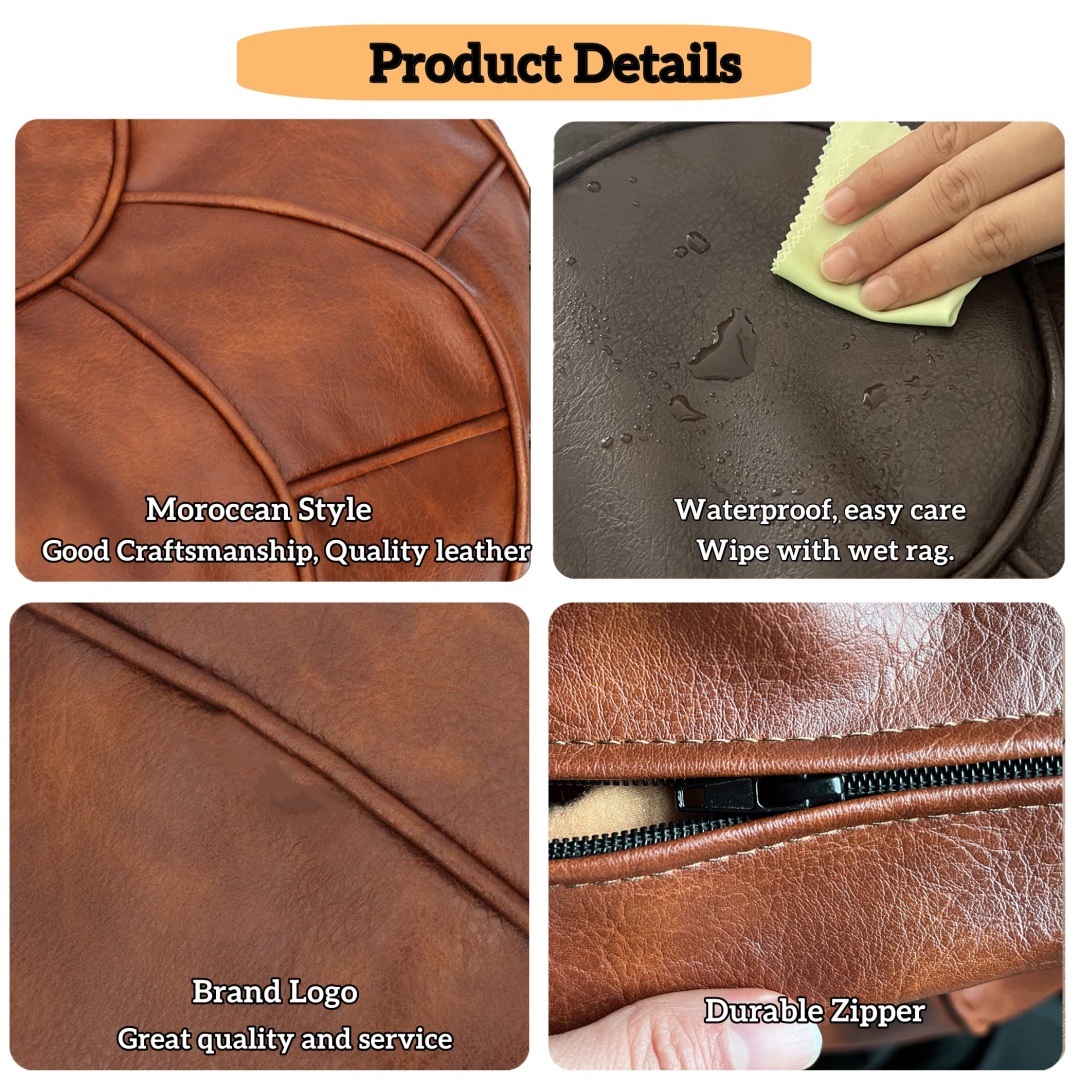 Product Details
Moroccan Style
Good Craftsmanship, Quality leather
Waterproof, easy care
Wipe with wet rag.
Brand Logo
Great quality and service
Durable Zipper